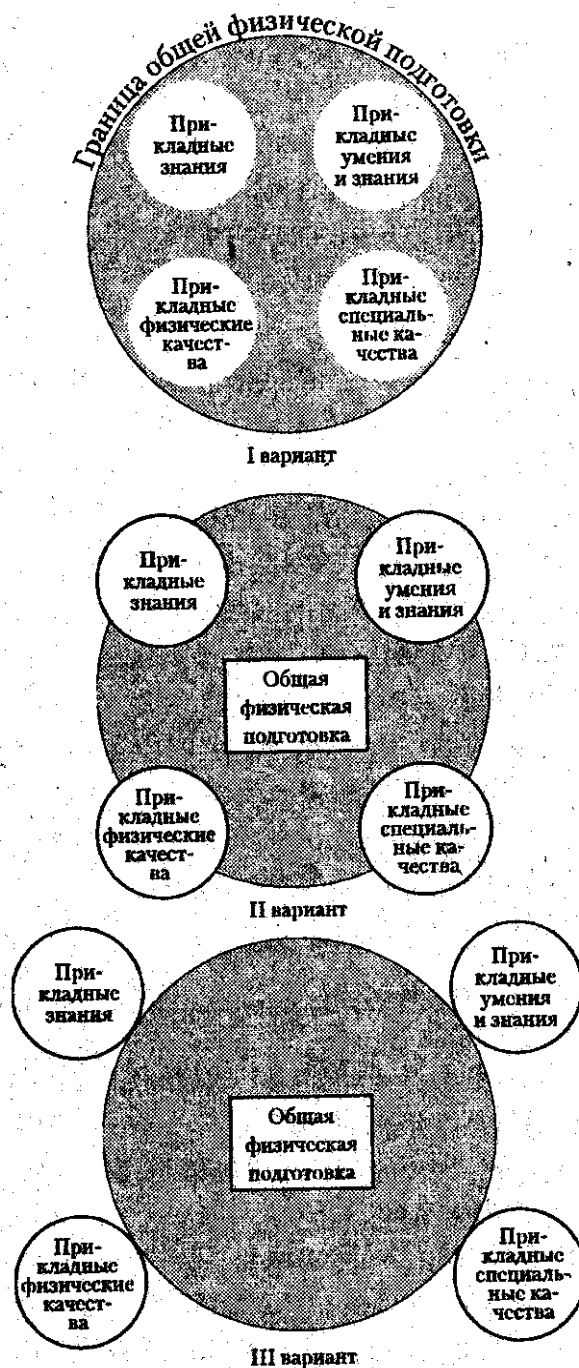 Граница общей физической подготовки
При-
кладные
знания
При-
кладные
умения
и знания
При-
кладные
физические
качест-
ва
При-
кладные
специаль-
ные ка-
чества
I вариант
При-
кладные
знания
При-
кладные
умения
и знания
Общая
физическая
подготовка
При-
кладные
физические
качест-
ва
При-
кладные
специаль-
ные ка-
чества
II вариант
При-
кладные
знания
При-
кладные
умения
и знания
Общая
физическая
подготовка
При-
кладные
физические
качест-
ва
При-
кладные
специаль-
ные ка-
чества
III вариант